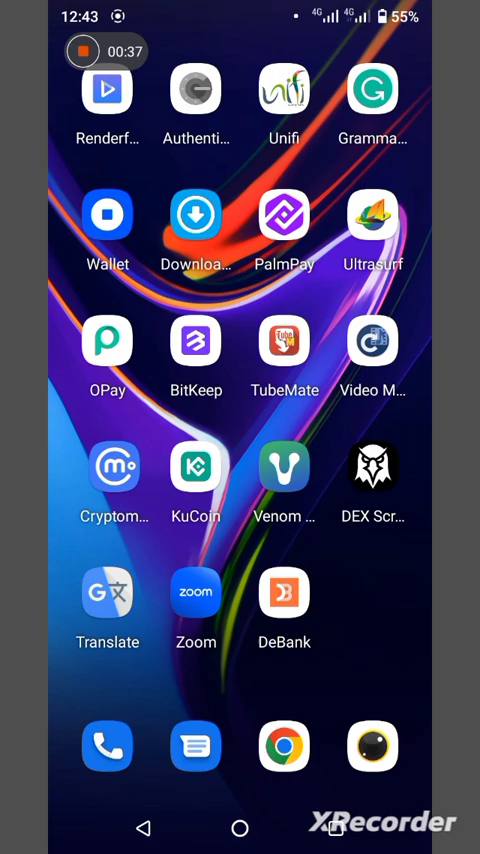 12:43 4G 4G 55%
00:37
Renderf... Authenti... Unifi Gramma...
Wallet Downloa... PalmPay Ultrasurf
OPay BitKeep TubeMate Video M...
Cryptom... KuCoin Venom ... DEX Scr...
zoom
Translate Zoom DeBank
XRecorder